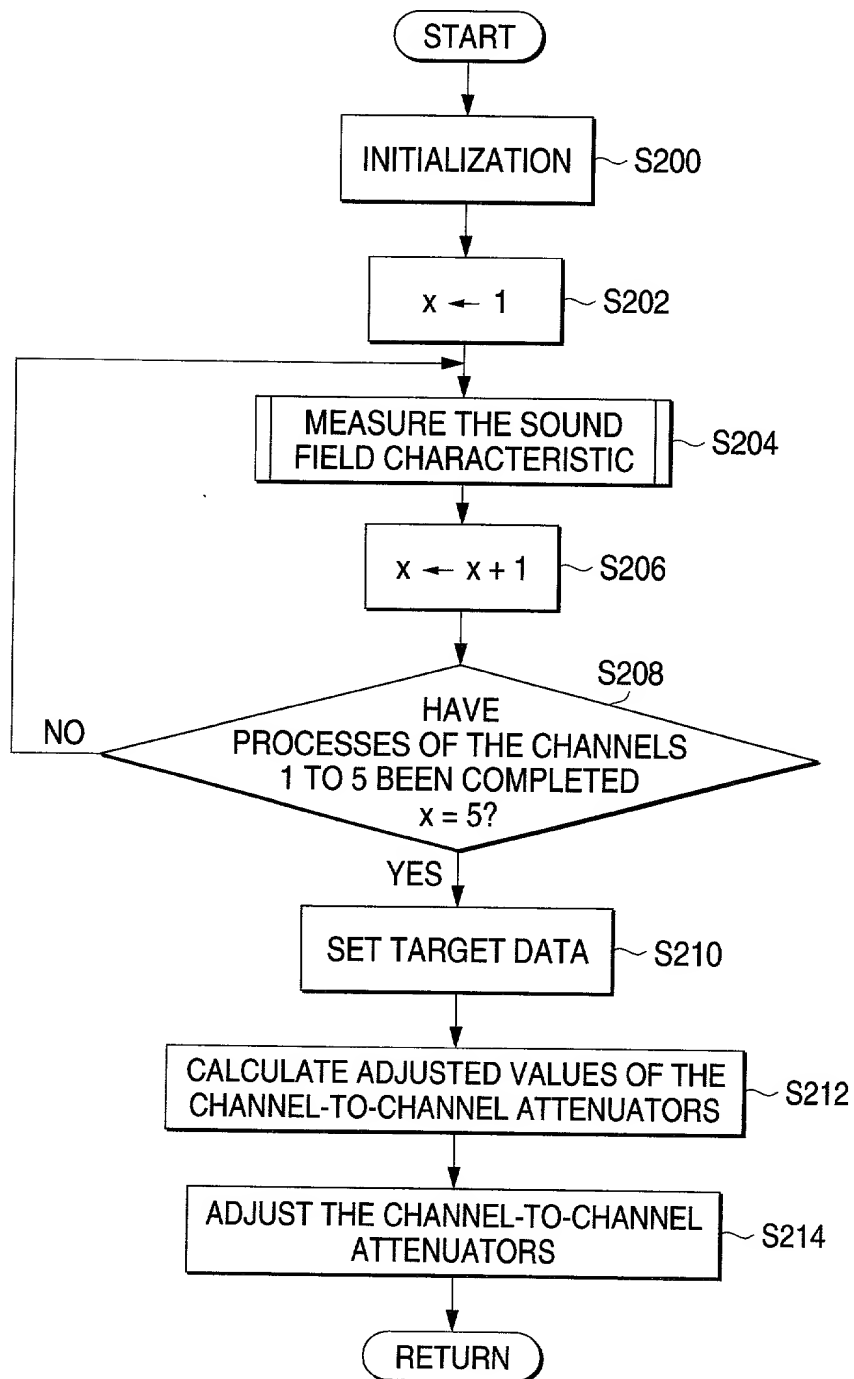 START
INITIALIZATION
S200
x ← 1
S202
MEASURE THE SOUND
FIELD CHARACTERISTIC
S204
x ← x + 1
S206
S208
HAVE
PROCESSES OF THE CHANNELS
1 TO 5 BEEN COMPLETED
x = 5?
NO
YES
SET TARGET DATA
S210
CALCULATE ADJUSTED VALUES OF THE
CHANNEL-TO-CHANNEL ATTENUATORS
S212
ADJUST THE CHANNEL-TO-CHANNEL
ATTENUATORS
S214
RETURN